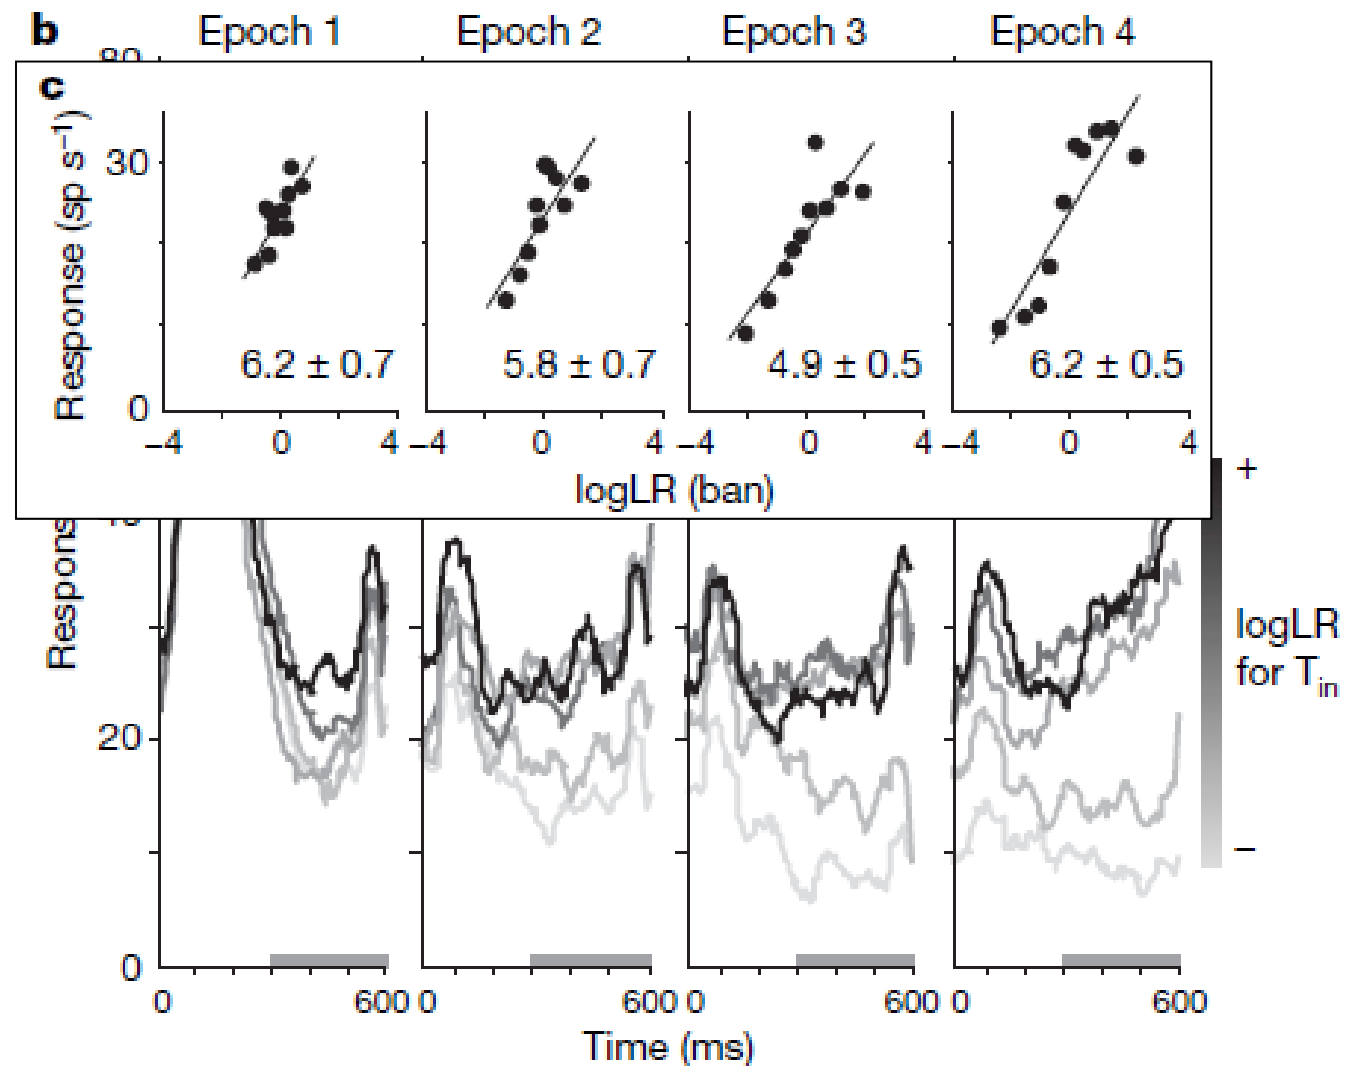 b Epoch 1 Epoch 2 Epoch 3 Epoch 4
c
Response (sp s⁻¹)
30
6.2 ± 0.7 5.8 ± 0.7 4.9 ± 0.5 6.2 ± 0.5
0
–4 0 4 –4 0 4 –4 0 4 –4 0 4
logLR (ban)
+
logLR
for Tin
–
20
0
0 600 0 600 0 600 0 600
Time (ms)